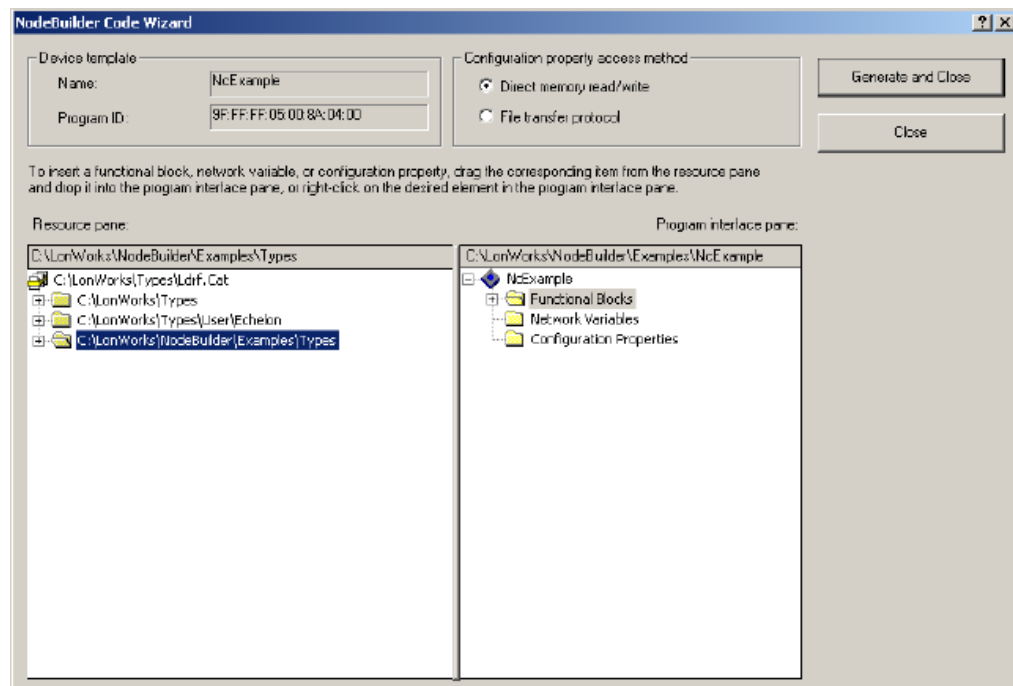 NodeBuilder Code Wizard
Device template
Name:
NcExample
Program ID:
9F:FF:FF:05:00:8A:04:00
Configuration property access method
Direct memory read/write
File transfer protocol
Generate and Close
Close
To insert a functional block, network variable, or configuration property, drag the corresponding item from the resource pane
and drop it into the program interface pane, or right-click on the desired element in the program interface pane.
Resource pane:
Program interface pane:
C:\LonWorks\NodeBuilder\Examples\Types
C:\LonWorks\NodeBuilder\Examples\NcExample
C:\LonWorks\Types\Ldrf.Cat
C:\LonWorks\Types
C:\LonWorks\Types\User\Echelon
C:\LonWorks\NodeBuilder\Examples\Types
NcExample
Functional Blocks
Network Variables
Configuration Properties